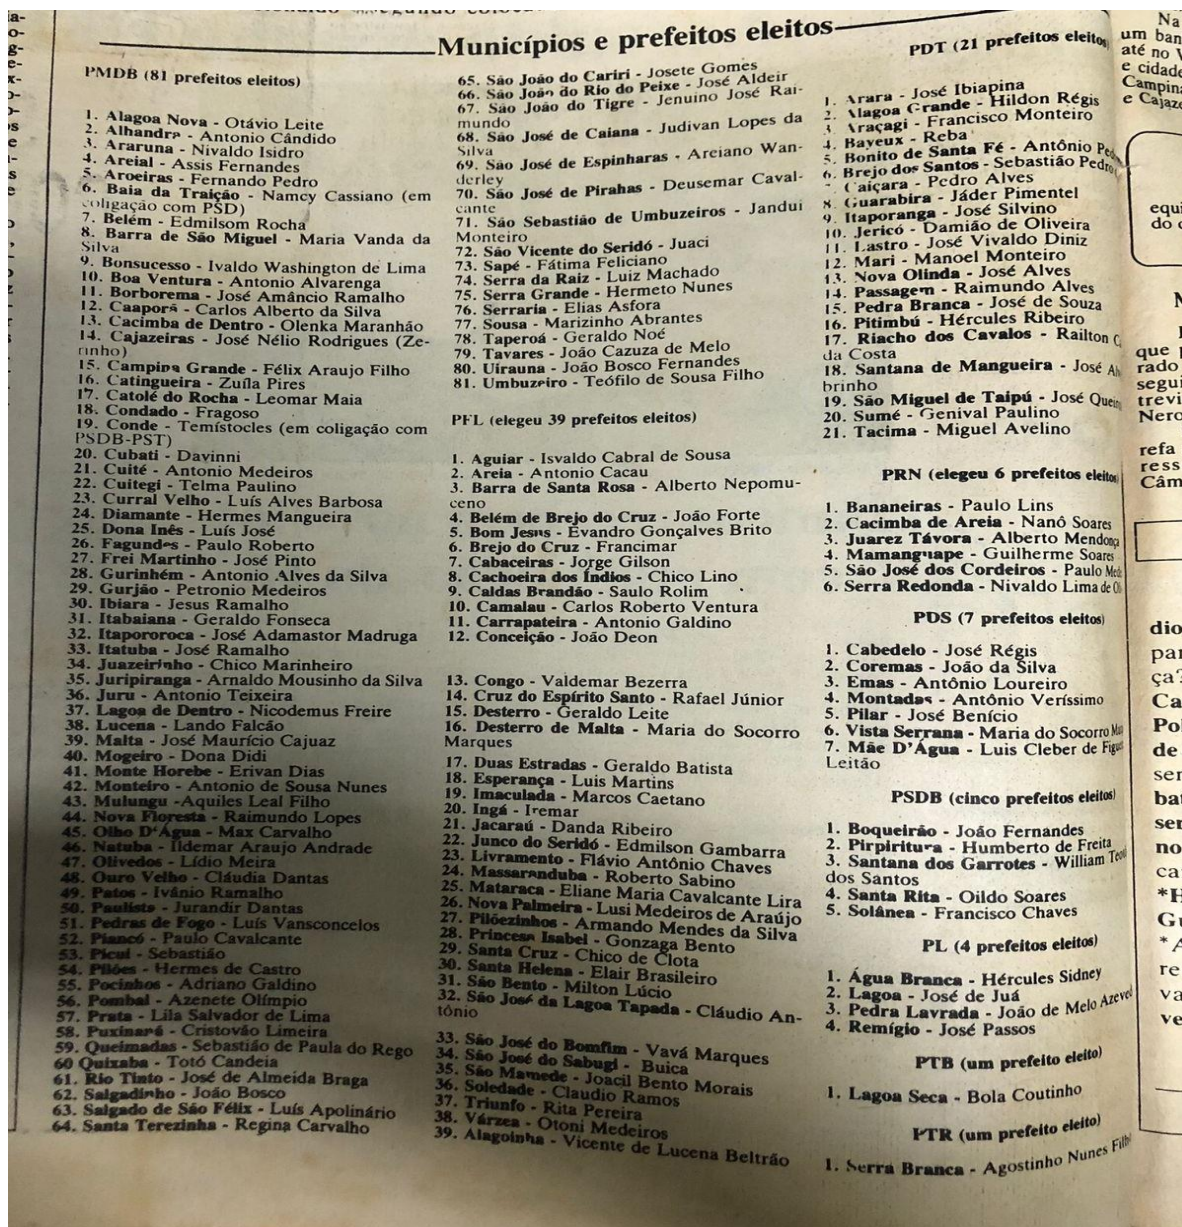 Municípios e prefeitos eleitos
PMDB (81 prefeitos eleitos)
1. Alagoa Nova - Otávio Leite
2. Alhandra - Antonio Cândido
3. Araruna - Nivaldo Isidro
4. Areial - Assis Fernandes
5. Aroeiras - Fernando Pedro
6. Baia da Traição - Namcy Cassiano (em
coligação com PSD)
7. Belém - Edmilsom Rocha
8. Barra de São Miguel - Maria Vanda da
Silva
9. Bonsucesso - Ivaldo Washington de Lima
10. Boa Ventura - Antonio Alvarenga
11. Borborema - José Amâncio Ramalho
12. Caaporã - Carlos Alberto da Silva
13. Cacimba de Dentro - Olenka Maranhão
14. Cajazeiras - José Nélio Rodrigues (Ze-
rinho)
15. Campina Grande - Félix Araujo Filho
16. Catingueira - Zuíla Pires
17. Catolé do Rocha - Leomar Maia
18. Condado - Fragoso
19. Conde - Temístocles (em coligação com
PSDB-PST)
20. Cubati - Davinni
21. Cuité - Antonio Medeiros
22. Cuitegi - Telma Paulino
23. Curral Velho - Luís Alves Barbosa
24. Diamante - Hermes Mangueira
25. Dona Inês - Luís José
26. Fagundes - Paulo Roberto
27. Frei Martinho - José Pinto
28. Gurinhém - Antonio Alves da Silva
29. Gurjão - Petronio Medeiros
30. Ibiara - Jesus Ramalho
31. Itabaiana - Geraldo Fonseca
32. Itapororoca - José Adamastor Madruga
33. Itatuba - José Ramalho
34. Juazeirinho - Chico Marinheiro
35. Juripiranga - Arnaldo Mousinho da Silva
36. Juru - Antonio Teixeira
37. Lagoa de Dentro - Nicodemus Freire
38. Lucena - Lando Falcão
39. Malta - José Maurício Cajuaz
40. Mogeiro - Dona Didi
41. Monte Horebe - Erivan Dias
42. Monteiro - Antonio de Sousa Nunes
43. Mulungu -Aquiles Leal Filho
44. Nova Floresta - Raimundo Lopes
45. Olho D'Água - Max Carvalho
46. Natuba - Ildemar Araujo Andrade
47. Olivedos - Lídio Meira
48. Ouro Velho - Cláudia Dantas
49. Patos - Ivânio Ramalho
50. Paulista - Jurandir Dantas
51. Pedras de Fogo - Luís Vansconcelos
52. Piancó - Paulo Cavalcante
53. Picuí - Sebastião
54. Pilões - Hermes de Castro
55. Pocinhos - Adriano Galdino
56. Pombal - Azenete Olímpio
57. Prata - Lila Salvador de Lima
58. Puxinaré - Cristovão Limeira
59. Queimadas - Sebastião de Paula do Rego
60 Quixaba - Totó Candeia
61. Rio Tinto - José de Almeida Braga
62. Salgadinho - João Bosco
63. Salgado de São Félix - Luís Apolinário
64. Santa Terezinha - Regina Carvalho
65. São João do Cariri - Josete Gomes
66. São João do Rio do Peixe - José Aldeir
67. São João do Tigre - Jenuino José Rai-
mundo
68. São José de Caiana - Judivan Lopes da
Silva
69. São José de Espinharas - Areiano Wan-
derley
70. São José de Pirahas - Deusemar Caval-
cante
71. São Sebastião de Umbuzeiros - Jandui
Monteiro
72. São Vicente do Seridó - Juaci
73. Sapé - Fátima Feliciano
74. Serra da Raiz - Luiz Machado
75. Serra Grande - Hermeto Nunes
76. Serraria - Elias Asfora
77. Sousa - Marizinho Abrantes
78. Taperoá - Geraldo Noé
79. Tavares - João Cazuza de Melo
80. Uirauna - João Bosco Fernandes
81. Umbuzeiro - Teófilo de Sousa Filho
PFL (elegeu 39 prefeitos eleitos)
1. Aguiar - Isvaldo Cabral de Sousa
2. Areia - Antonio Cacau
3. Barra de Santa Rosa - Alberto Nepomu-
ceno
4. Belém de Brejo do Cruz - João Forte
5. Bom Jesus - Evandro Gonçalves Brito
6. Brejo do Cruz - Francimar
7. Cabaceiras - Jorge Gilson
8. Cachoeira dos Índios - Chico Lino
9. Caldas Brandão - Saulo Rolim
10. Camalau - Carlos Roberto Ventura
11. Carrapateira - Antonio Galdino
12. Conceição - João Deon
13. Congo - Valdemar Bezerra
14. Cruz do Espírito Santo - Rafael Júnior
15. Desterro - Geraldo Leite
16. Desterro de Malta - Maria do Socorro
Marques
17. Duas Estradas - Geraldo Batista
18. Esperança - Luis Martins
19. Imaculada - Marcos Caetano
20. Ingá - Iremar
21. Jacaraú - Danda Ribeiro
22. Junco do Seridó - Edmilson Gambarra
23. Livramento - Flávio Antônio Chaves
24. Massaranduba - Roberto Sabino
25. Mataraca - Eliane Maria Cavalcante Lira
26. Nova Palmeira - Lusi Medeiros de Araújo
27. Pilõezinhos - Armando Mendes da Silva
28. Princesa Isabel - Gonzaga Bento
29. Santa Cruz - Chico de Clota
30. Santa Helena - Elair Brasileiro
31. São Bento - Milton Lúcio
32. São José da Lagoa Tapada - Cláudio An-
tônio
33. São José do Bomfim - Vavá Marques
34. São José do Sabugi - Buica
35. São Mamede - Joacil Bento Morais
36. Soledade - Claudio Ramos
37. Triunfo - Rita Pereira
38. Várzea - Otoni Medeiros
39. Alagoinha - Vicente de Lucena Beltrão
PDT (21 prefeitos eleitos)
1. Arara - José Ibiapina
2. Alagoa Grande - Hildon Régis
3. Araçagi - Francisco Monteiro
4. Bayeux - Reba
5. Bonito de Santa Fé - Antônio
6. Brejo dos Santos - Sebastião Pedro
Caiçara - Pedro Alves
8. Guarabira - Jáder Pimentel
9. Itaporanga - José Silvino
10. Jericó - Damião de Oliveira
11. Lastro - José Vivaldo Diniz
12. Mari - Manoel Monteiro
13. Nova Olinda - José Alves
14. Passagem - Raimundo Alves
15. Pedra Branca - José de Souza
16. Pitimbú - Hércules Ribeiro
17. Riacho dos Cavalos - Railton
da Costa
18. Santana de Mangueira - José
brinho
19. São Miguel de Taipú - José
20. Sumé - Genival Paulino
21. Tacima - Miguel Avelino
PRN (elegeu 6 prefeitos eleitos)
1. Bananeiras - Paulo Lins
2. Cacimba de Areia - Nanô Soares
3. Juarez Távora - Alberto Mendonça
4. Mamanguape - Guilherme Soares
5. São José dos Cordeiros - Paulo
6. Serra Redonda - Nivaldo Lima de
PDS (7 prefeitos eleitos)
1. Cabedelo - José Régis
2. Coremas - João da Silva
3. Emas - Antônio Loureiro
4. Montadas - Antônio Veríssimo
5. Pilar - José Benício
6. Vista Serrana - Maria do Socorro
7. Mãe D'Água - Luis Cleber de
Leitão
PSDB (cinco prefeitos eleitos)
1. Boqueirão - João Fernandes
2. Pirpiritura - Humberto de Freita
3. Santana dos Garrotes - William
dos Santos
4. Santa Rita - Oildo Soares
5. Solânea - Francisco Chaves
PL (4 prefeitos eleitos)
1. Água Branca - Hércules Sidney
2. Lagoa - José de Juá
3. Pedra Lavrada - João de Melo
4. Remígio - José Passos
PTB (um prefeito eleito)
1. Lagoa Seca - Bola Coutinho
PTR (um prefeito eleito)
1. Serra Branca - Agostinho Nunes